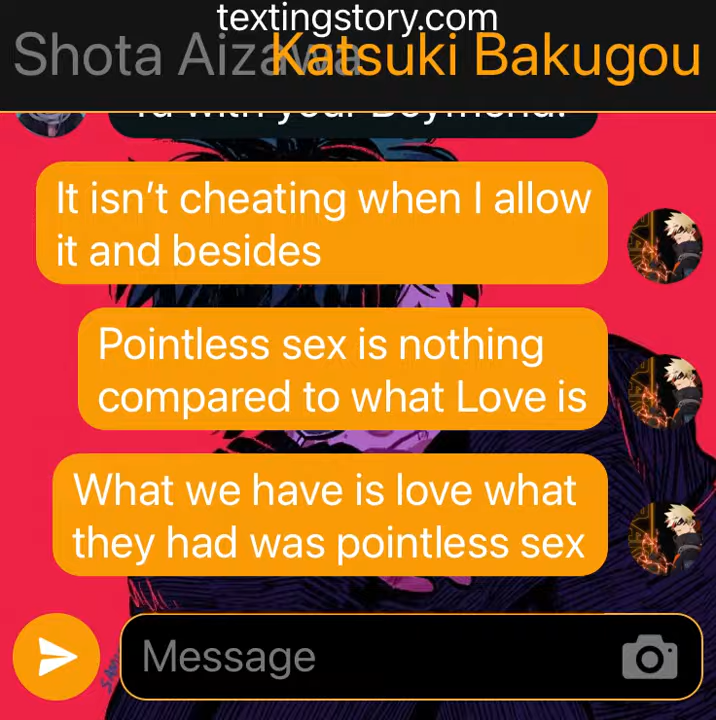 textingstory.com
Shota Aizawa Katsuki Bakugou
It isn't cheating when I allow
it and besides
Pointless sex is nothing
compared to what Love is
What we have is love what
they had was pointless sex
Message